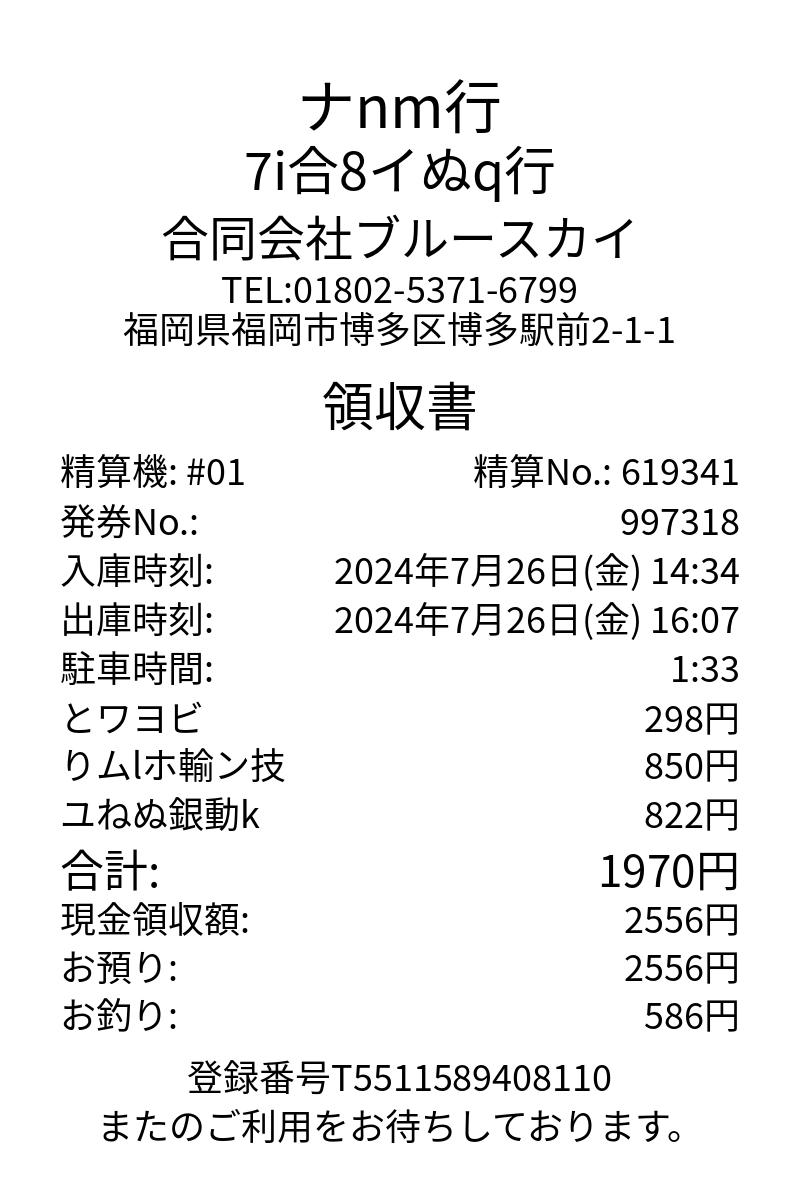 ナnm行
7i合8イぬq行
合同会社ブルースカイ
TEL:01802-5371-6799
福岡県福岡市博多区博多駅前2-1-1
領収書
精算機: #01 精算No.: 619341
発券No.: 997318
入庫時刻: 2024年7月26日(金) 14:34
出庫時刻: 2024年7月26日(金) 16:07
駐車時間: 1:33
とワヨビ 298円
りムlホ輸ン技 850円
ユねぬ銀動k 822円
合計: 1970円
現金領収額: 2556円
お預り: 2556円
お釣り: 586円
登録番号T5511589408110
またのご利用をお待ちしております。